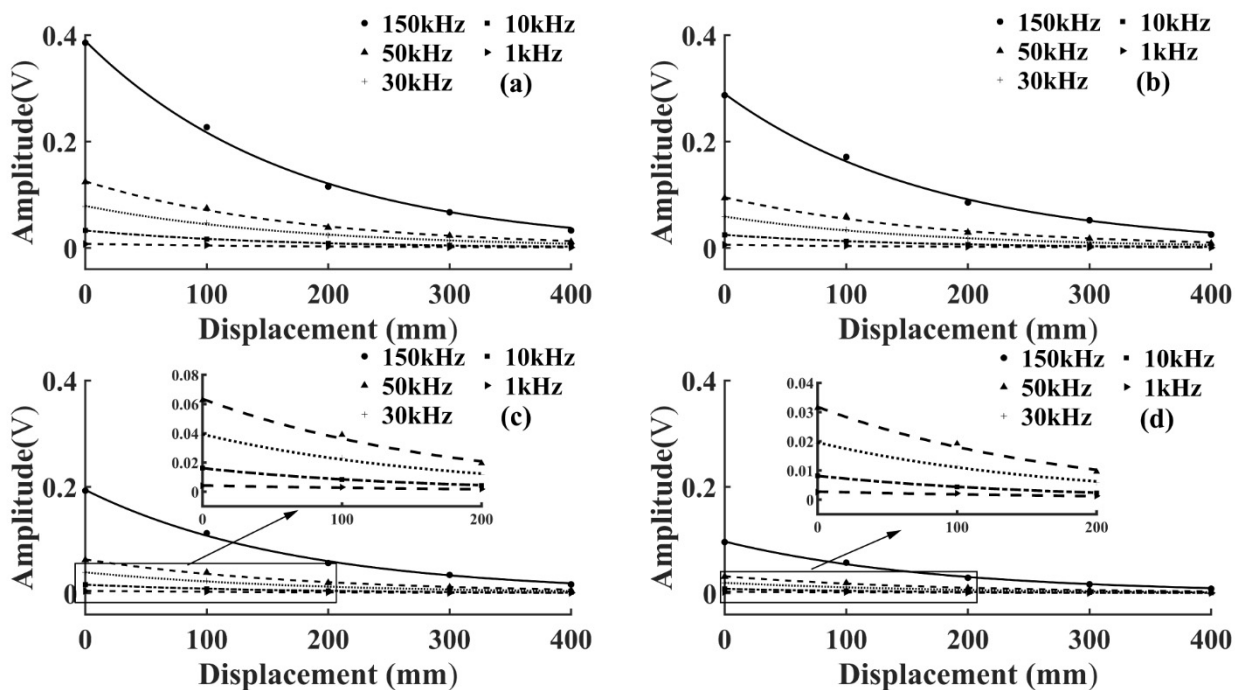 150kHz 10kHz
50kHz 1kHz
30kHz (a)
0.4
0.2
0
Amplitude(V)
0 100 200 300 400
Displacement (mm)
150kHz 10kHz
50kHz 1kHz
30kHz (b)
0.4
0.2
0
Amplitude(V)
0 100 200 300 400
Displacement (mm)
150kHz 10kHz
50kHz 1kHz
30kHz (c)
0.4
0.2
0
Amplitude(V)
0.08
0.06
0.04
0.02
0
0 100 200
0 100 200 300 400
Displacement (mm)
150kHz 10kHz
50kHz 1kHz
30kHz (d)
0.4
0.2
0
Amplitude(V)
0.04
0.03
0.02
0.01
0
0 100 200
0 100 200 300 400
Displacement (mm)